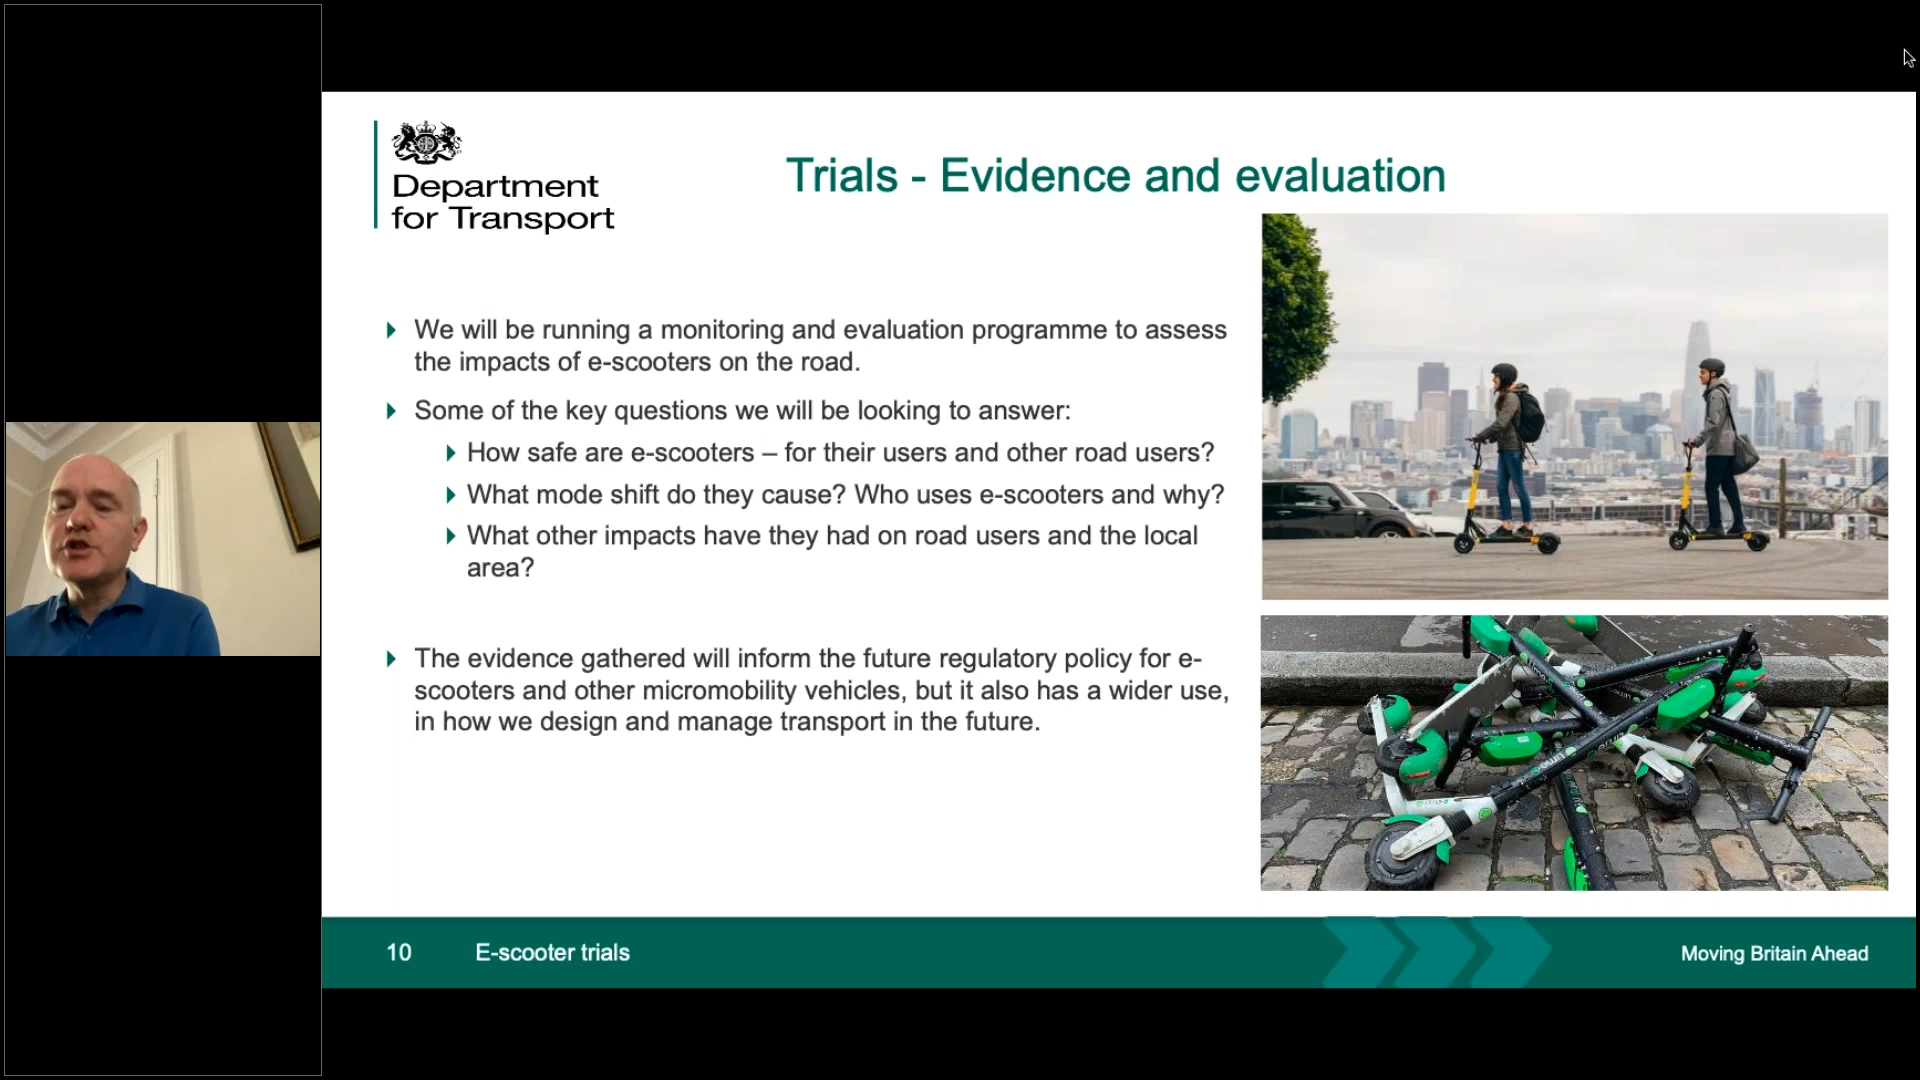 Department
for Transport
Trials - Evidence and evaluation
We will be running a monitoring and evaluation programme to assess
the impacts of e-scooters on the road.
Some of the key questions we will be looking to answer:
How safe are e-scooters – for their users and other road users?
What mode shift do they cause? Who uses e-scooters and why?
What other impacts have they had on road users and the local
area?
The evidence gathered will inform the future regulatory policy for e-
scooters and other micromobility vehicles, but it also has a wider use,
in how we design and manage transport in the future.
10
E-scooter trials
Moving Britain Ahead